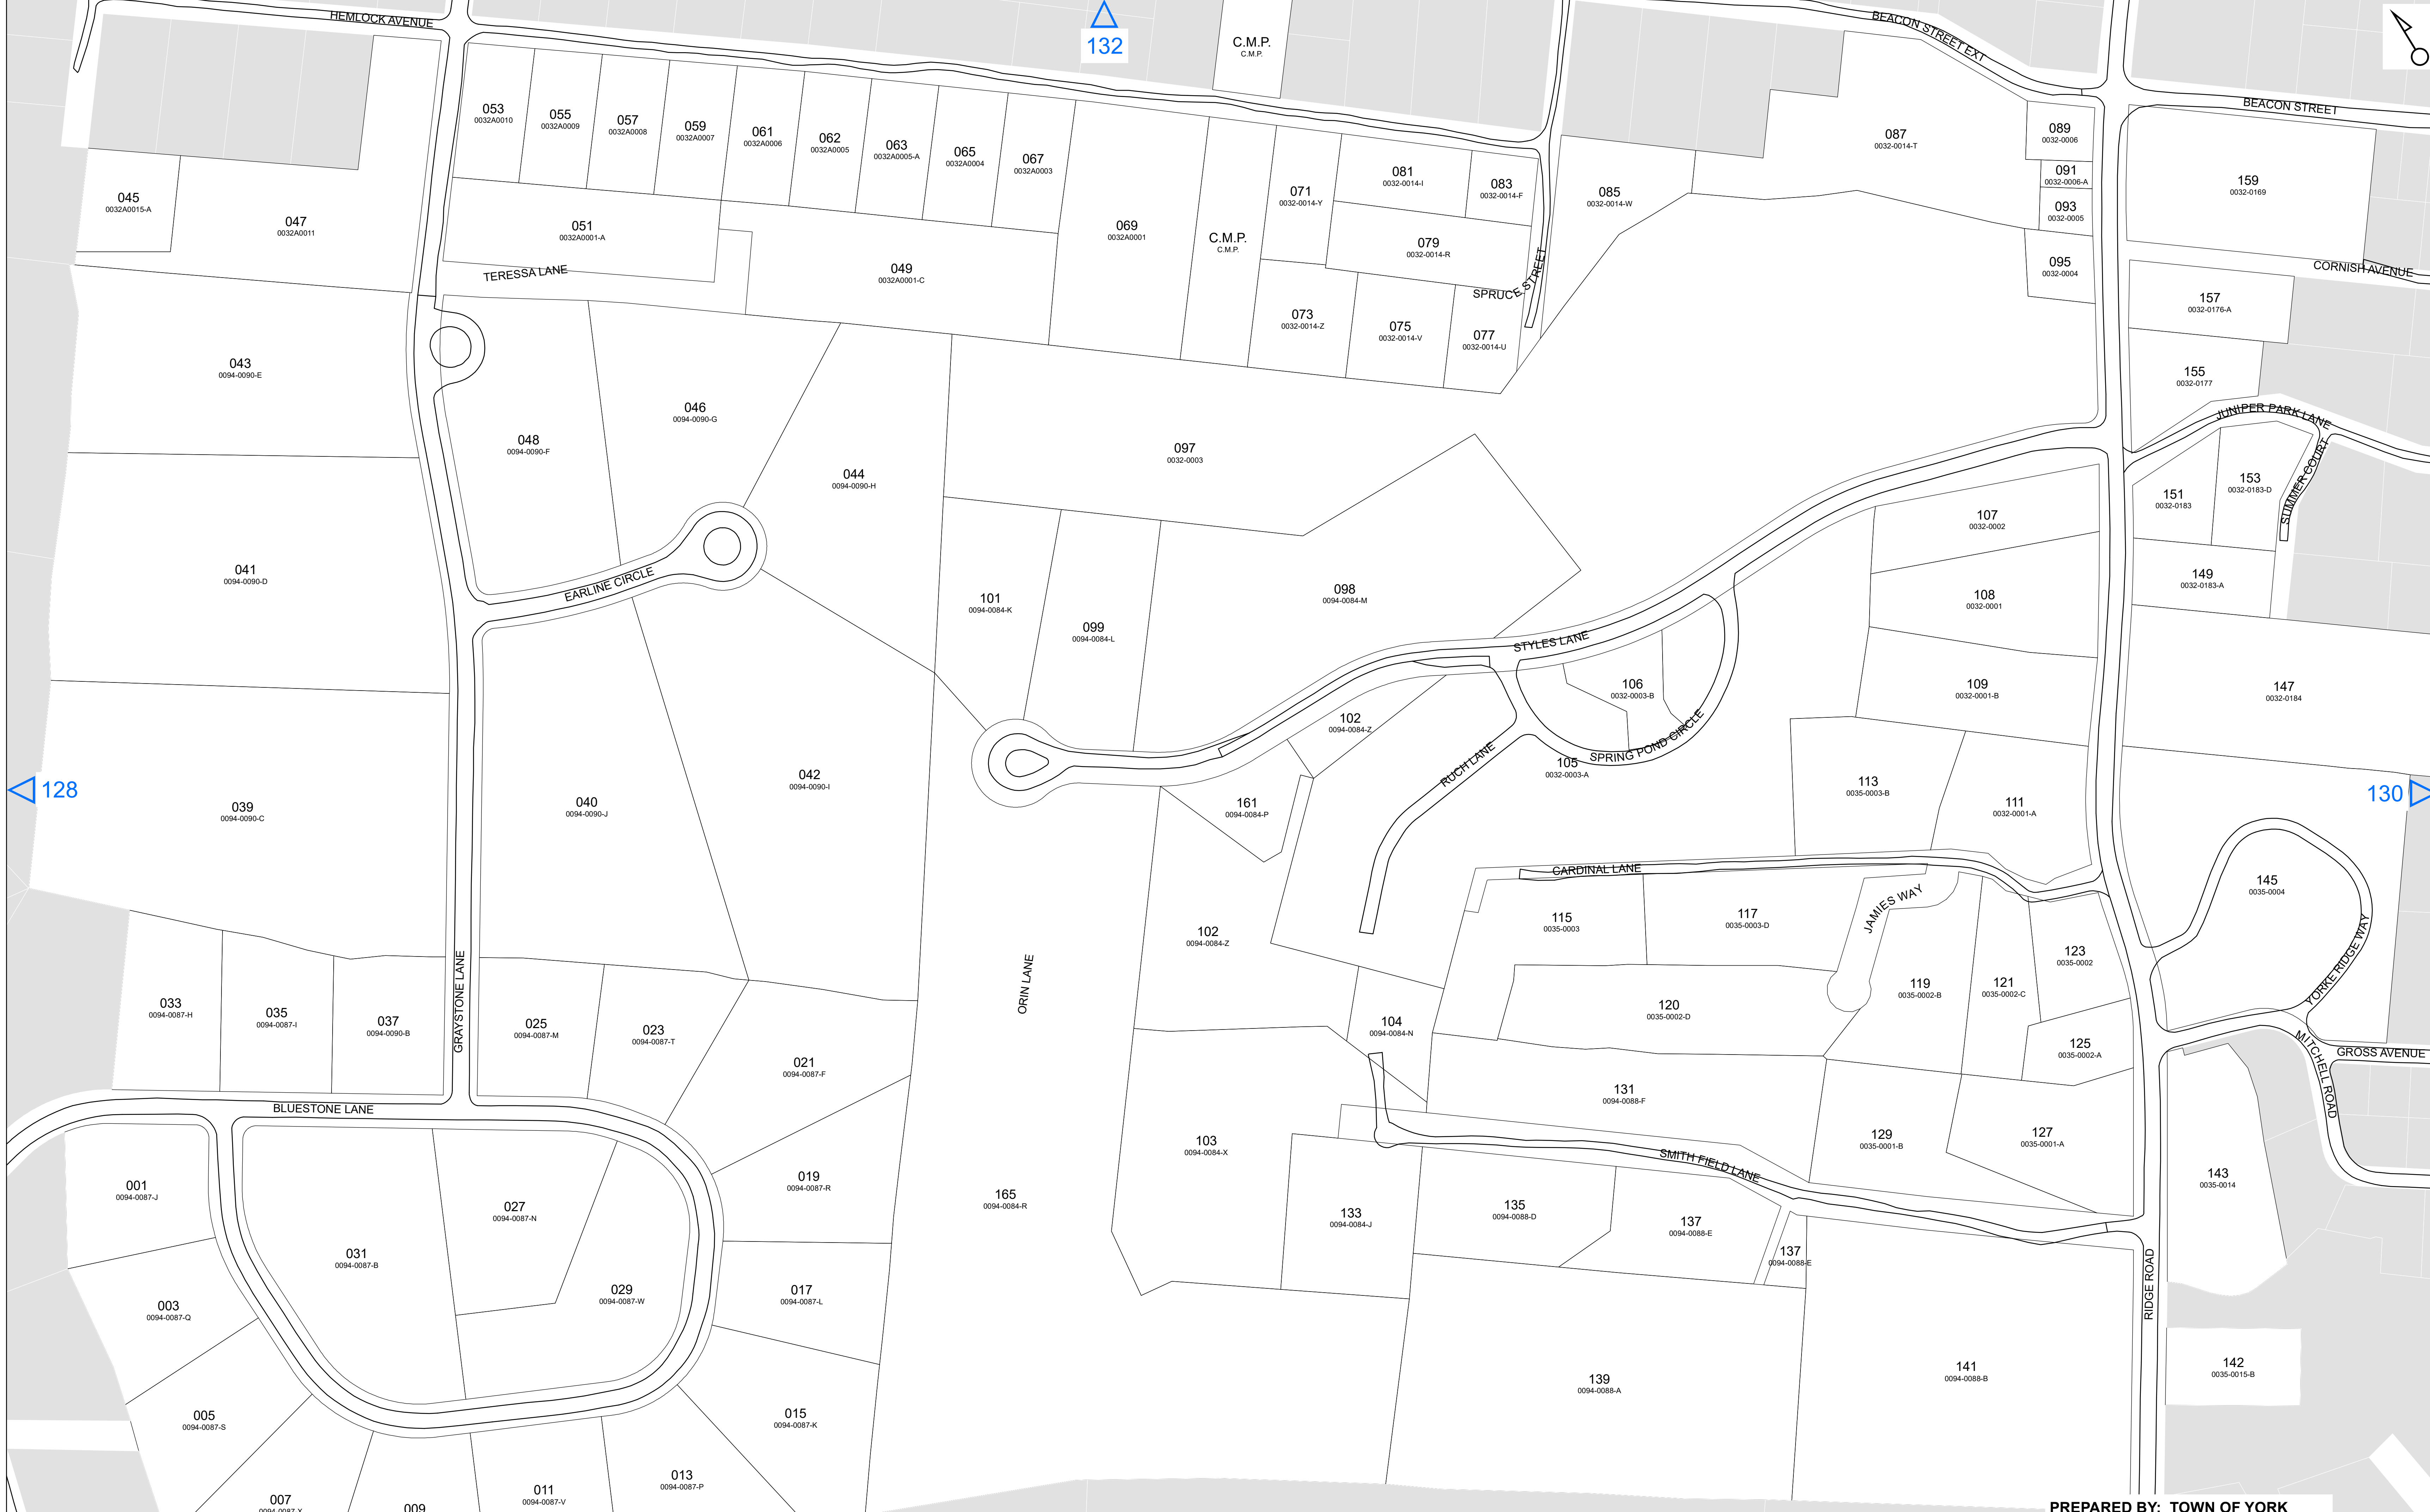 HEMLOCK AVENUE
132
C.M.P.
C.M.P.
BEACON STREET EXT
BEACON STREET
053
0032A0010
055
0032A0009
057
0032A0008
059
0032A0007
061
0032A0006
062
0032A0005
063
0032A0005-A
065
0032A0004
067
0032A0003
087
0032-0014-T
089
0032-0006
091
0032-0006-A
093
0032-0005
095
0032-0004
159
0032-0169
045
0032A0015-A
047
0032A0011
051
0032A0001-A
TERESSA LANE
049
0032A0001-C
069
0032A0001
C.M.P.
C.M.P.
071
0032-0014-Y
081
0032-0014-I
083
0032-0014-F
079
0032-0014-R
085
0032-0014-W
SPRUCE STREET
073
0032-0014-Z
075
0032-0014-V
077
0032-0014-U
CORNISH AVENUE
157
0032-0176-A
155
0032-0177
JUNIPER PARK LANE
SUMMER COURT
043
0094-0090-E
048
0094-0090-F
046
0094-0090-G
044
0094-0090-H
097
0032-0003
151
0032-0183
153
0032-0183-D
149
0032-0183-A
107
0032-0002
108
0032-0001
109
0032-0001-B
147
0032-0184
041
0094-0090-D
EARLINE CIRCLE
101
0094-0084-K
099
0094-0084-L
098
0094-0084-M
STYLES LANE
106
0032-0003-B
SPRING POND CIRCLE
102
0094-0084-Z
RUCH LANE
105
0032-0003-A
128
039
0094-0090-C
040
0094-0090-J
042
0094-0090-I
161
0094-0084-P
113
0035-0003-B
111
0032-0001-A
130
CARDINAL LANE
JAMIES WAY
145
0035-0004
YORKE RIDGE WAY
115
0035-0003
117
0035-0003-D
102
0094-0084-Z
ORIN LANE
GRAYSTONE LANE
033
0094-0087-H
035
0094-0087-I
037
0094-0090-B
025
0094-0087-M
023
0094-0087-T
021
0094-0087-F
104
0094-0084-N
120
0035-0002-D
119
0035-0002-B
121
0035-0002-C
123
0035-0002
125
0035-0002-A
MITCHELL ROAD
GROSS AVENUE
BLUESTONE LANE
131
0094-0088-F
129
0035-0001-B
127
0035-0001-A
SMITH FIELD LANE
103
0094-0084-X
001
0094-0087-J
019
0094-0087-R
165
0094-0084-R
027
0094-0087-N
031
0094-0087-B
029
0094-0087-W
133
0094-0084-J
135
0094-0088-D
137
0094-0088-E
137
0094-0088-E
143
0035-0014
RIDGE ROAD
003
0094-0087-Q
017
0094-0087-L
139
0094-0088-A
141
0094-0088-B
142
0035-0015-B
005
0094-0087-S
015
0094-0087-K
013
0094-0087-P
011
0094-0087-V
007
0094-0087-X
009
PREPARED BY: TOWN OF YORK